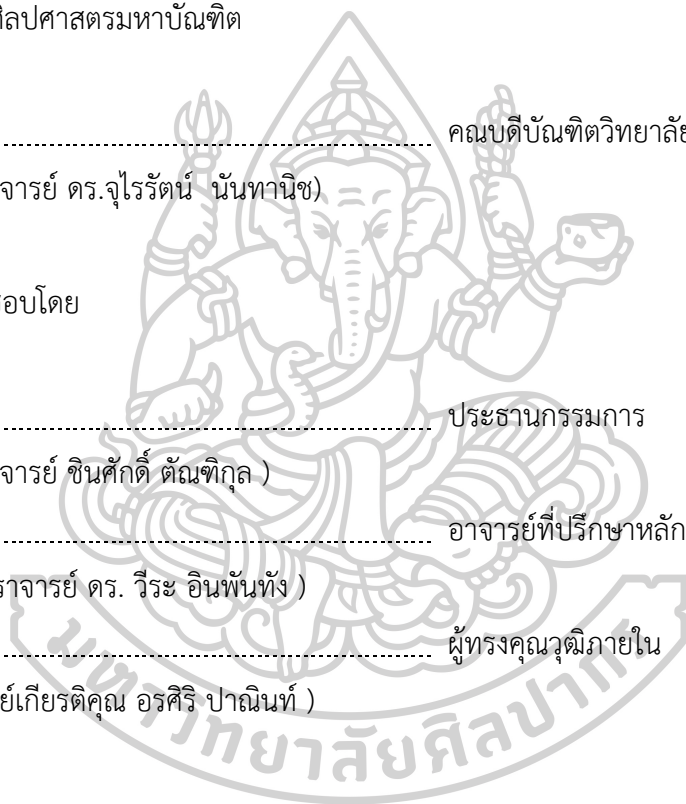 ศิลปศาสตรมหาบัณฑิต
คณบดีบัณฑิตวิทยาลัย
จารย์ ดร.จุไรรัตน์ นันทานิช)
อบโดย
ประธานกรรมการ
จารย์ ชินศักดิ์ ตัณฑิกุล )
อาจารย์ที่ปรึกษาหลัก
ราจารย์ ดร. วีระ อินพันทัง )
ผู้ทรงคุณวุฒิภายใน
ย์เกียรติคุณ อรศิริ ปาณินท์ )
มหาวิทยาลัยศิลปากร